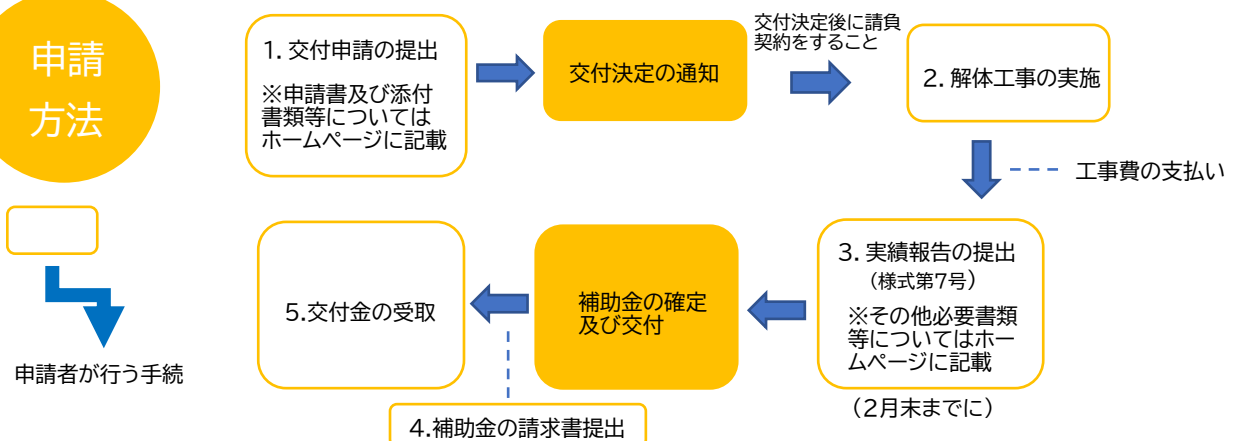 申請
方法
申請者が行う手続
1. 交付申請の提出
※申請書及び添付
書類等については
ホームページに記載
交付決定の通知
交付決定後に請負
契約をすること
2. 解体工事の実施
工事費の支払い
3. 実績報告の提出
(様式第7号)
※その他必要書類
等についてはホー
ムページに記載
(2月末までに)
補助金の確定
及び交付
4.補助金の請求書提出
5.交付金の受取